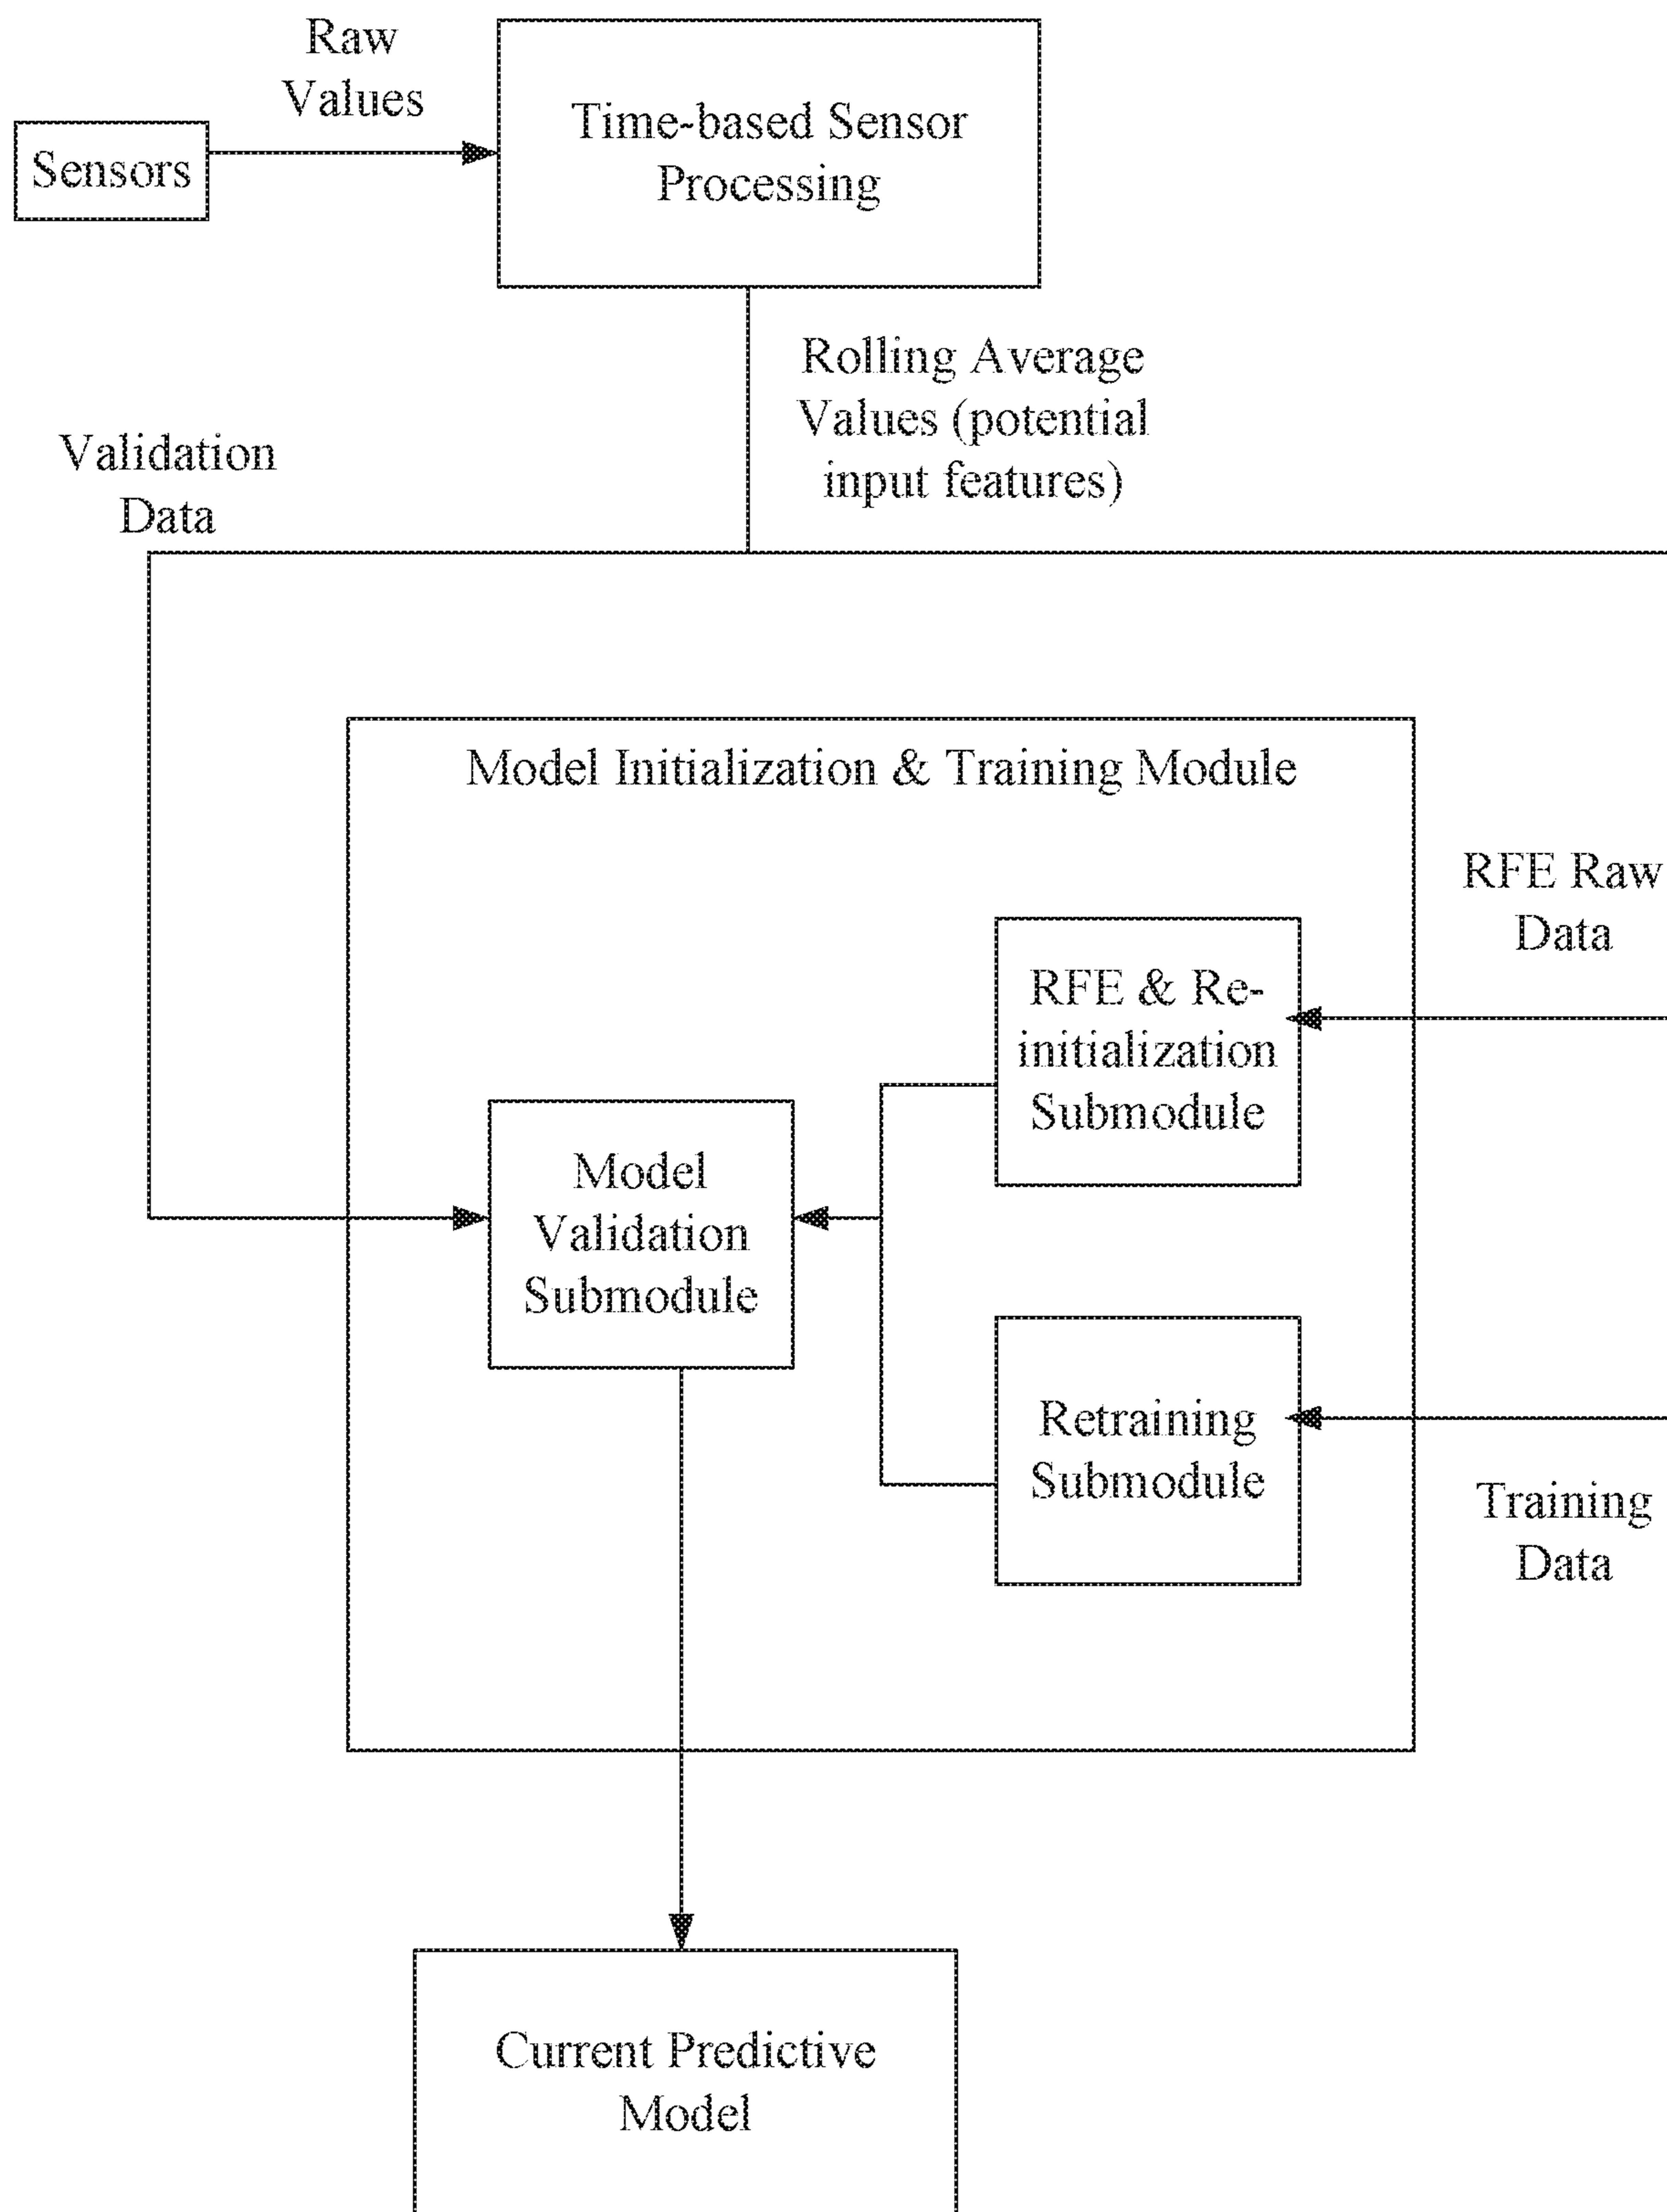 Raw
Values
Sensors
Time-based Sensor
Processing
Rolling Average
Values (potential
input features)
Validation
Data
Model Initialization & Training Module
RFE Raw
Data
RFE & Re-
initialization
Submodule
Model
Validation
Submodule
Retraining
Submodule
Training
Data
Current Predictive
Model